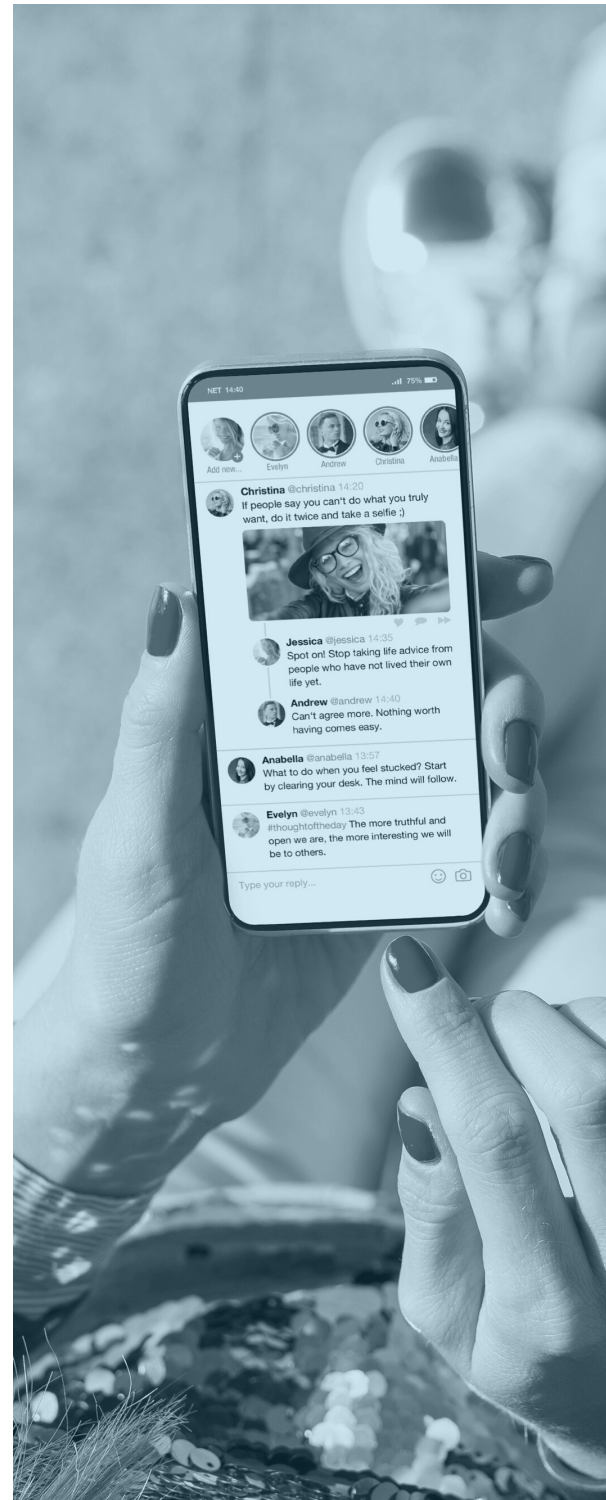 NET 14:40 75%
Add new... Evelyn Andrew Christina Anabella
Christina @christina 14:20
If people say you can't do what you truly
want, do it twice and take a selfie ;)
Jessica @jessica 14:35
Spot on! Stop taking life advice from
people who have not lived their own
life yet.
Andrew @andrew 14:40
Can't agree more. Nothing worth
having comes easy.
Anabella @anabella 13:57
What to do when you feel stucked? Start
by clearing your desk. The mind will follow.
Evelyn @evelyn 13:43
#thoughtoftheday The more truthful and
open we are, the more interesting we will
be to others.
Type your reply...